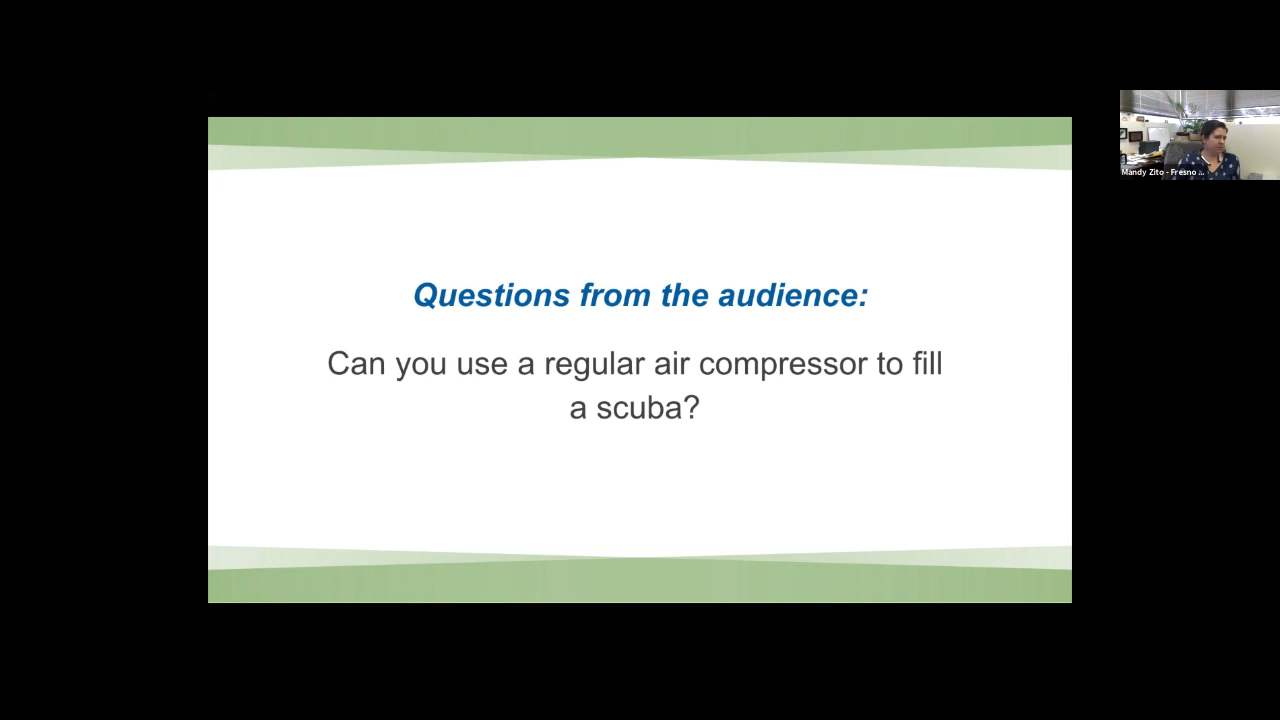 Questions from the audience:
Can you use a regular air compressor to fill
a scuba?
Mandy Zito - Fresno ...